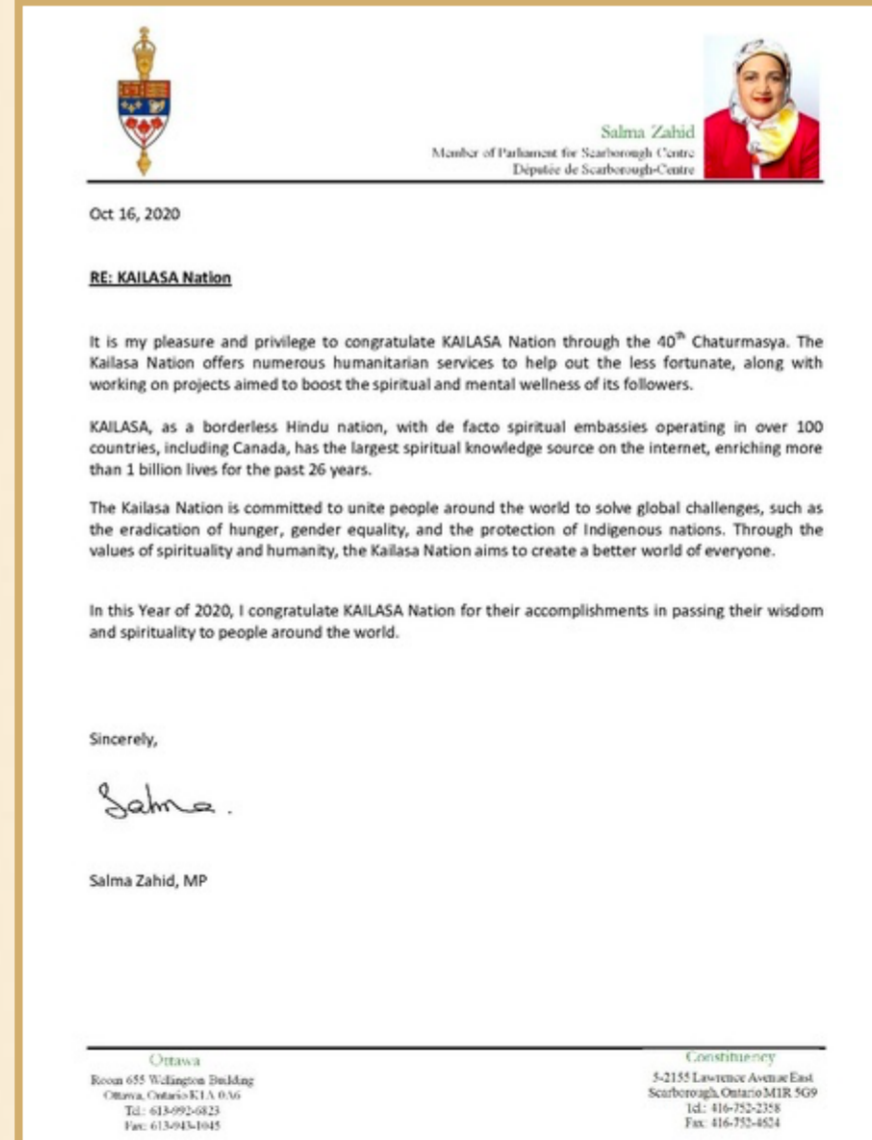 Salma Zahid
Member of Parliament for Scarborough Centre
Députée de Scarborough-Centre
Oct 16, 2020
RE: KAILASA Nation
It is my pleasure and privilege to congratulate KAILASA Nation through the 40th Chaturmasya. The
Kailasa Nation offers numerous humanitarian services to help out the less fortunate, along with
working on projects aimed to boost the spiritual and mental wellness of its followers.
KAILASA, as a borderless Hindu nation, with de facto spiritual embassies operating in over 100
countries, including Canada, has the largest spiritual knowledge source on the internet, enriching more
than 1 billion lives for the past 26 years.
The Kailasa Nation is committed to unite people around the world to solve global challenges, such as
the eradication of hunger, gender equality, and the protection of Indigenous nations. Through the
values of spirituality and humanity, the Kailasa Nation aims to create a better world of everyone.
In this Year of 2020, I congratulate KAILASA Nation for their accomplishments in passing their wisdom
and spirituality to people around the world.
Sincerely,
Salma.
Salma Zahid, MP
Ottawa
Room 655 Wellington Building
Ottawa, Ontario K1A 0A6
Tel: 613-992-6823
Fax: 613-943-1045
Constituency
5-2155 Lawrence Avenue East
Scarborough, Ontario M1R 5G9
Tel: 416-752-2358
Fax: 416-752-4624